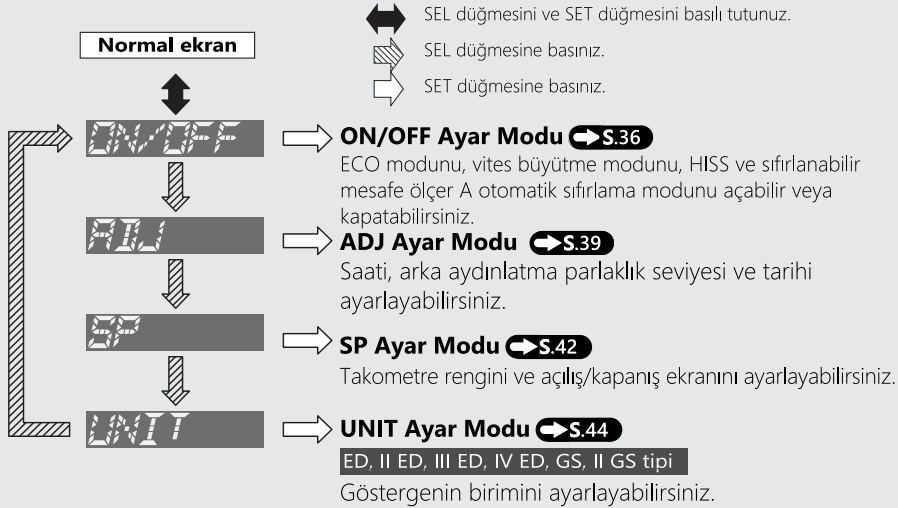 SEL düğmesini ve SET düğmesini basılı tutunuz.
Normal ekran
SEL düğmesine basınız.
SET düğmesine basınız.
ON/OFF
ON/OFF Ayar Modu S.36
ECO modunu, vites büyütme modunu, HISS ve sıfırlanabilir
mesafe ölçer A otomatik sıfırlama modunu açabilir veya
kapatabilirsiniz.
ADJ
ADJ Ayar Modu S.39
Saati, arka aydınlatma parlaklık seviyesi ve tarihi
ayarlayabilirsiniz.
SP
SP Ayar Modu S.42
Takometre rengini ve açılış/kapanış ekranını ayarlayabilirsiniz.
UNIT
UNIT Ayar Modu S.44
ED, II ED, III ED, IV ED, GS, II GS tipi
Göstergenin birimini ayarlayabilirsiniz.